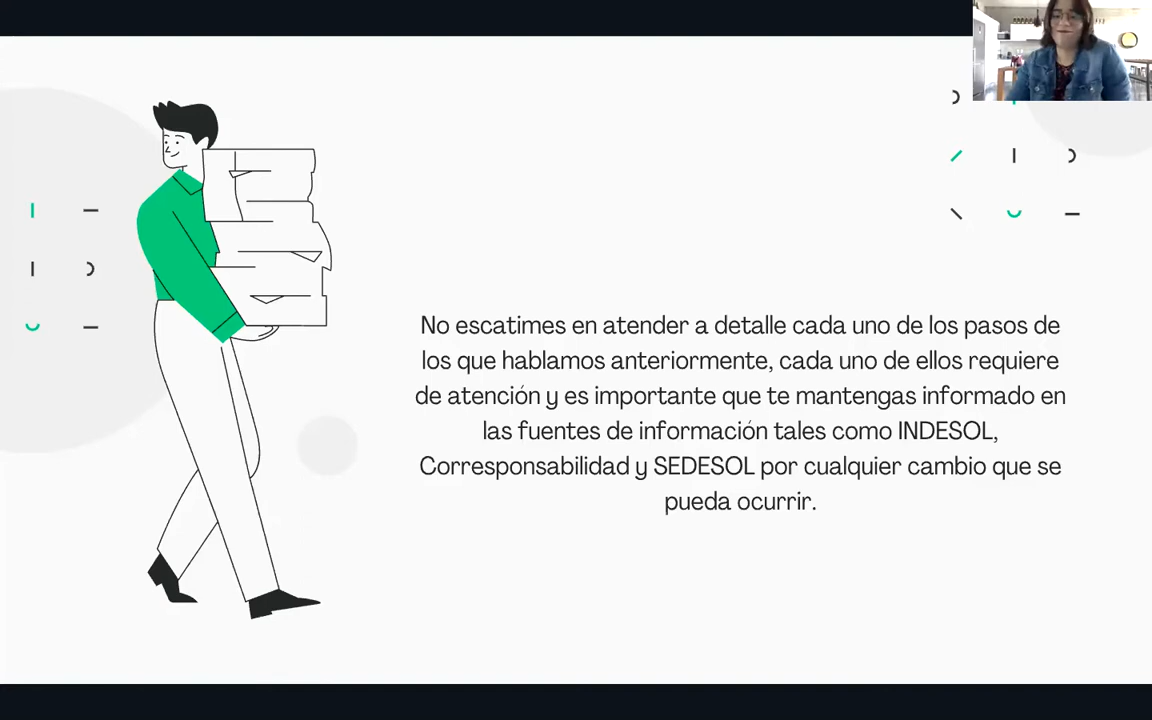 No escatimes en atender a detalle cada uno de los pasos de
los que hablamos anteriormente, cada uno de ellos requiere
de atención y es importante que te mantengas informado en
las fuentes de información tales como INDESOL,
Corresponsabilidad y SEDESOL por cualquier cambio que se
pueda ocurrir.